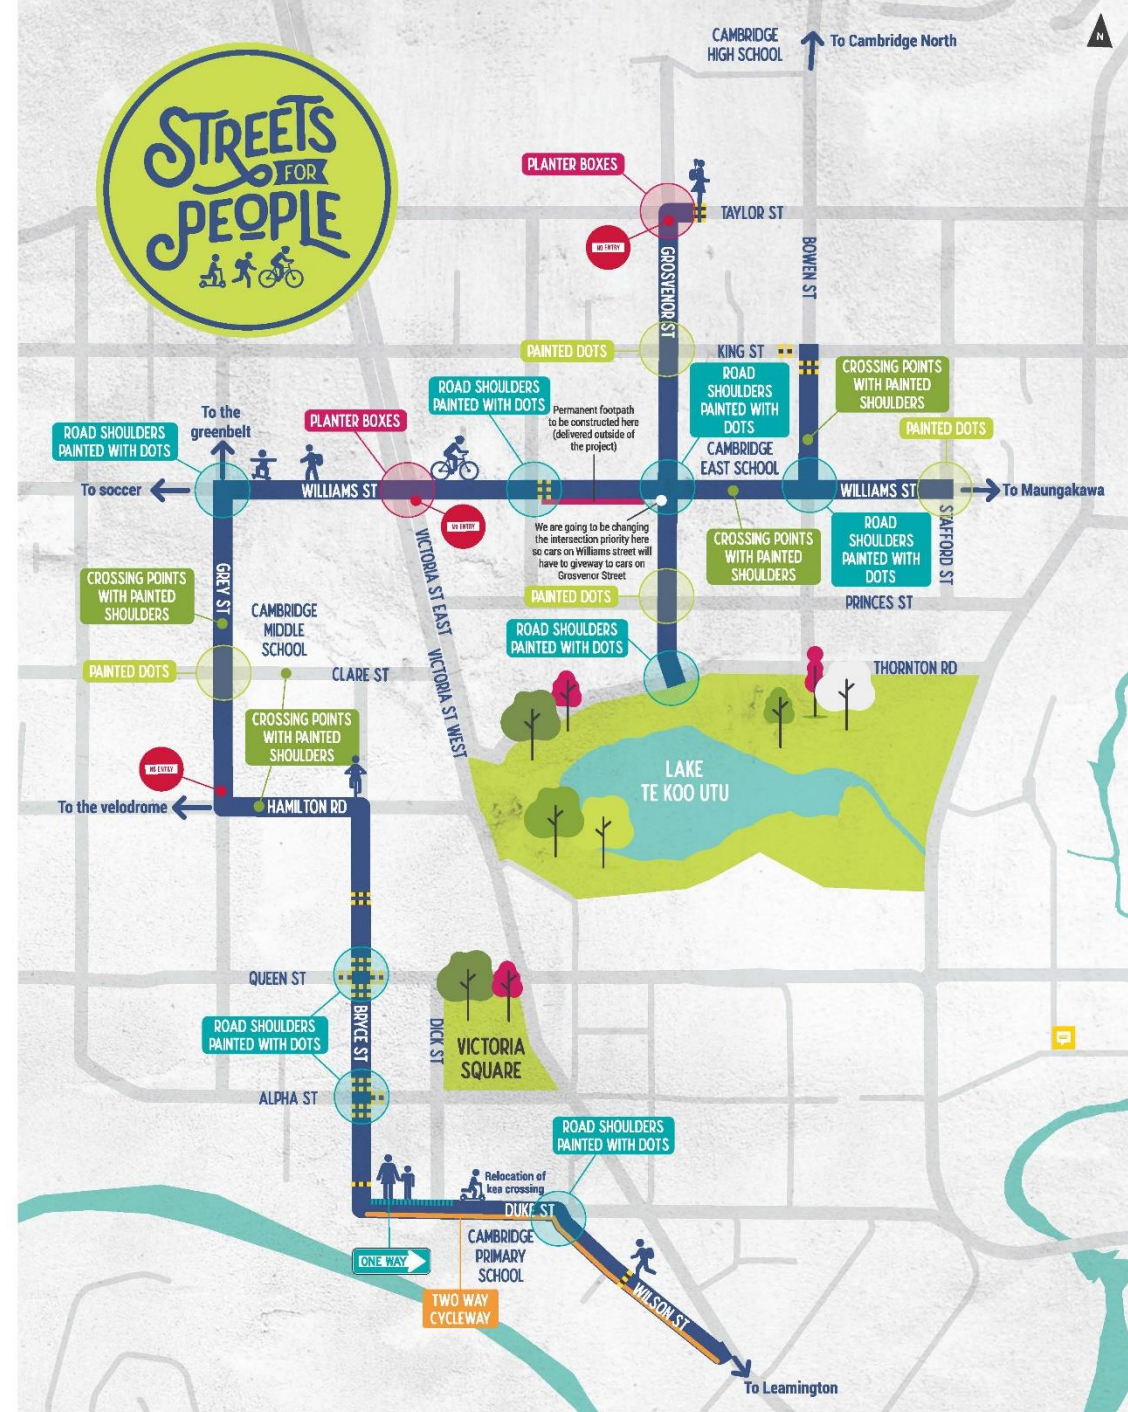 CAMBRIDGE
HIGH SCHOOL
To Cambridge North
N
STREETS
FOR
PEOPLE
PLANTER BOXES
TAYLOR ST
NO ENTRY
GROSVENOR ST
BOWEN ST
PAINTED DOTS
KING ST
ROAD SHOULDERS
PAINTED WITH DOTS
ROAD
SHOULDERS
PAINTED WITH
DOTS
CROSSING POINTS
WITH PAINTED
SHOULDERS
To the
greenbelt
PLANTER BOXES
Permanent footpath
to be constructed here
(delivered outside of
the project)
PAINTED DOTS
ROAD SHOULDERS
PAINTED WITH DOTS
CAMBRIDGE
EAST SCHOOL
To soccer
WILLIAMS ST
WILLIAMS ST
To Maungakawa
NO ENTRY
We are going to be changing
the intersection priority here
so cars on Williams street will
have to giveway to cars on
Grosvenor Street
CROSSING POINTS
WITH PAINTED
SHOULDERS
ROAD
SHOULDERS
PAINTED WITH
DOTS
STAFFORD ST
VICTORIA ST EAST
GREY ST
CROSSING POINTS
WITH PAINTED
SHOULDERS
CAMBRIDGE
MIDDLE
SCHOOL
PAINTED DOTS
PRINCES ST
ROAD SHOULDERS
PAINTED WITH DOTS
PAINTED DOTS
CLARE ST
VICTORIA ST WEST
THORNTON RD
CROSSING POINTS
WITH PAINTED
SHOULDERS
NO ENTRY
LAKE
TE KOO UTU
To the velodrome
HAMILTON RD
QUEEN ST
BRYCE ST
ROAD SHOULDERS
PAINTED WITH DOTS
DICK ST
VICTORIA
SQUARE
ALPHA ST
ROAD SHOULDERS
PAINTED WITH DOTS
Relocation of
kea crossing
DUKE ST
CAMBRIDGE
PRIMARY
SCHOOL
ONE WAY
TWO WAY
CYCLEWAY
WILSON ST
To Leamington